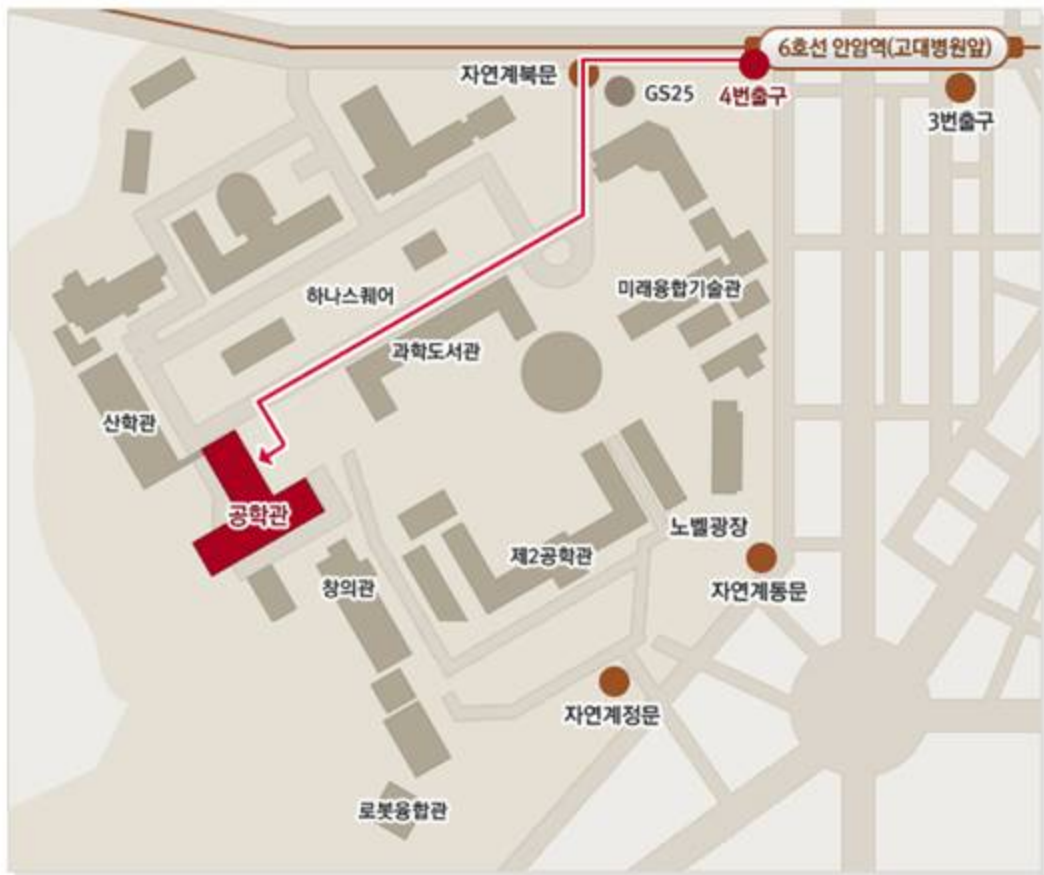 6호선 안암역(고대병원앞)
자연계북문
GS25
4번출구
3번출구
하나스퀘어
미래융합기술관
과학도서관
산학관
공학관
노벨광장
제2공학관
창의관
자연계동문
자연계정문
로봇융합관